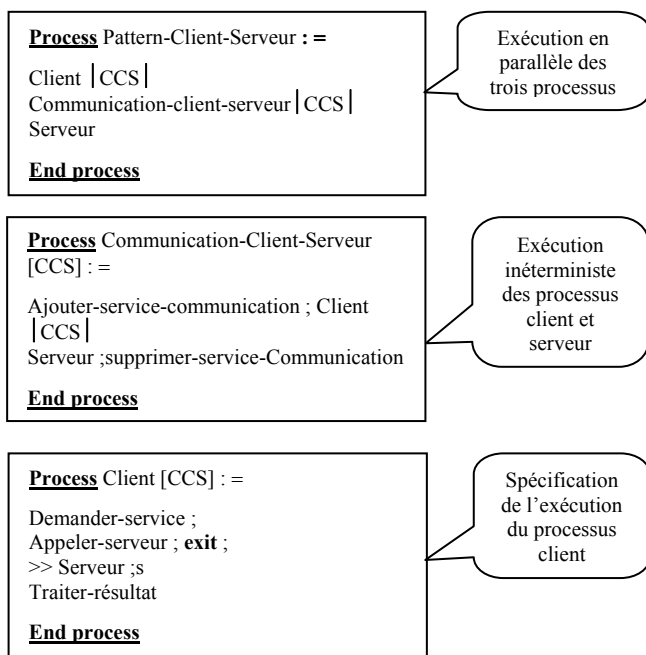 Process Pattern-Client-Serveur : =
Client |CCS|
Communication-client-serveur|CCS|
Serveur
End process
Exécution en
parallèle des
trois processus
Process Communication-Client-Serveur
[CCS] : =
Ajouter-service-communication ; Client
|CCS|
Serveur ;supprimer-service-Communication
End process
Exécution
inéterministe
des processus
client et
serveur
Process Client [CCS] : =
Demander-service ;
Appeler-serveur ; exit ;
>> Serveur ;s
Traiter-résultat
End process
Spécification
de l’exécution
du processus
client